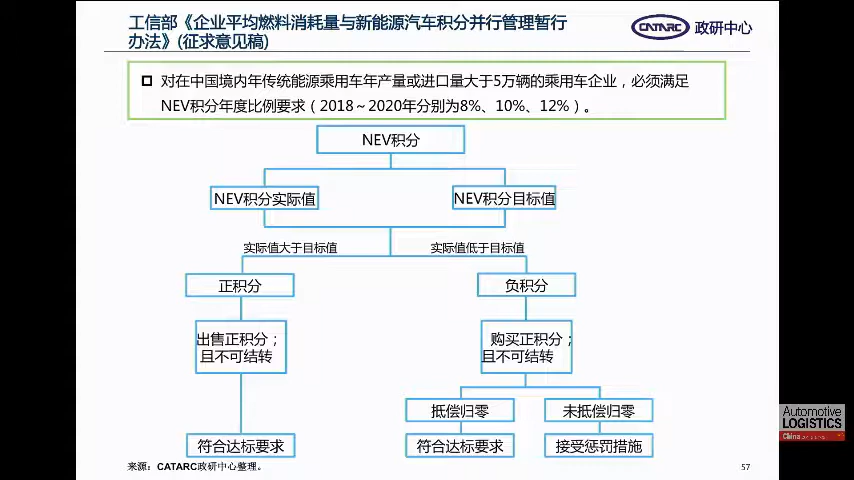 工信部《企业平均燃料消耗量与新能源汽车积分并行管理暂行
办法》(征求意见稿)
CATARC 政研中心
对在中国境内年传统能源乘用车年产量或进口量大于5万辆的乘用车企业，必须满足
NEV积分年度比例要求（2018～2020年分别为8%、10%、12%）。
NEV积分
NEV积分实际值
NEV积分目标值
实际值大于目标值
实际值低于目标值
正积分
负积分
出售正积分；
且不可结转
购买正积分；
且不可结转
抵偿归零
未抵偿归零
符合达标要求
符合达标要求
接受惩罚措施
来源：CATARC政研中心整理。
57
Automotive
LOGISTICS
China